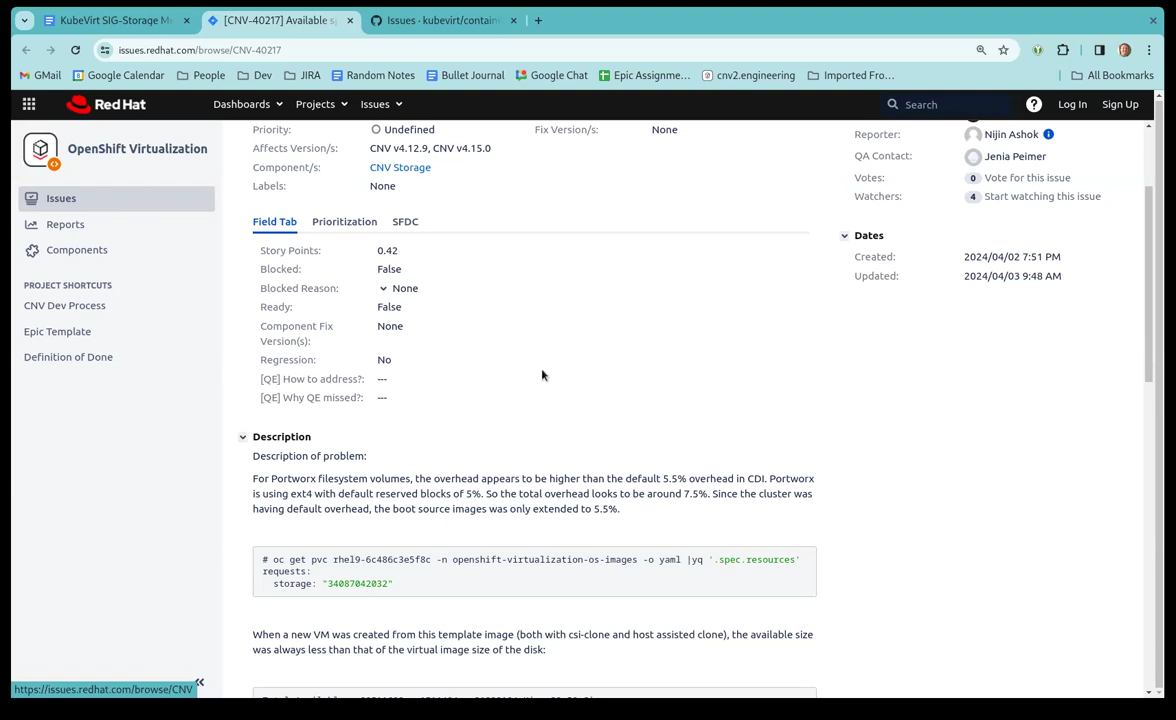 KubeVirt SIG-Storage Me
[CNV-40217] Available s
Issues · kubevirt/contain
issues.redhat.com/browse/CNV-40217
GMail
Google Calendar
People
Dev
JIRA
Random Notes
Bullet Journal
Google Chat
Epic Assignme...
cnv2.engineering
Imported Fro...
All Bookmarks
Red Hat
Dashboards
Projects
Issues
Search
Log In
Sign Up
OpenShift Virtualization
Issues
Reports
Components
PROJECT SHORTCUTS
CNV Dev Process
Epic Template
Definition of Done
Priority: Undefined
Fix Version/s: None
Affects Version/s: CNV v4.12.9, CNV v4.15.0
Component/s: CNV Storage
Labels: None
Field Tab Prioritization SFDC
Story Points: 0.42
Blocked: False
Blocked Reason: None
Ready: False
Component Fix Version(s): None
Regression: No
[QE] How to address?: ---
[QE] Why QE missed?: ---
Description
Description of problem:
For Portworx filesystem volumes, the overhead appears to be higher than the default 5.5% overhead in CDI. Portworx
is using ext4 with default reserved blocks of 5%. So the total overhead looks to be around 7.5%. Since the cluster was
having default overhead, the boot source images was only extended to 5.5%.
# oc get pvc rhel9-6c486c3e5f8c -n openshift-virtualization-os-images -o yaml |yq '.spec.resources'
requests:
storage: "34087042032"
When a new VM was created from this template image (both with csi-clone and host assisted clone), the available size
was always less than that of the virtual image size of the disk:
Reporter: Nijin Ashok
QA Contact: Jenia Peimer
Votes: 0 Vote for this issue
Watchers: 4 Start watching this issue
Dates
Created: 2024/04/02 7:51 PM
Updated: 2024/04/03 9:48 AM
https://issues.redhat.com/browse/CNV